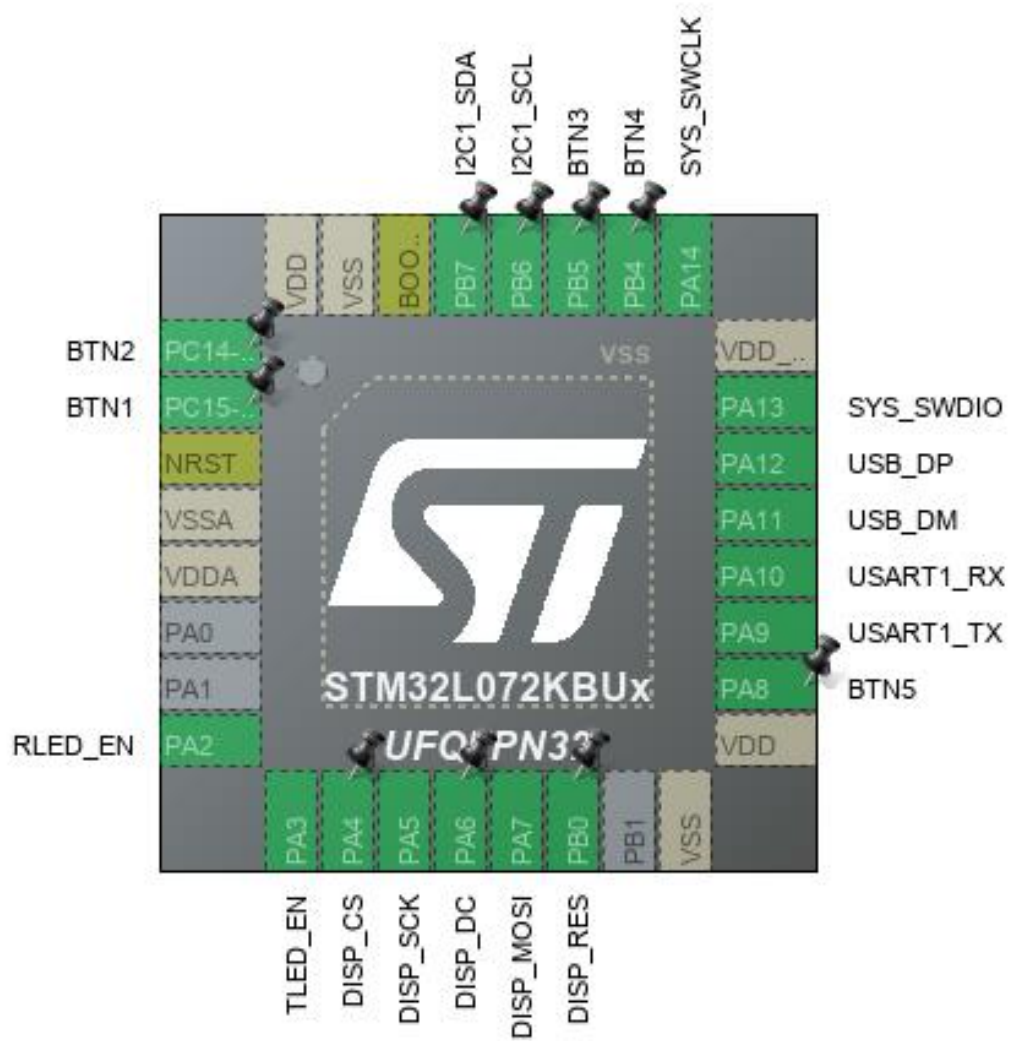 I2C1_SDA
I2C1_SCL
BTN3
BTN4
SYS_SWCLK
VDD
VSS
BOO..
PB7
PB6
PB5
PB4
PA14
BTN2 PC14-..
BTN1 PC15-..
NRST
VSSA
VDDA
PA0
PA1
RLED_EN PA2
VSS
ST
STM32L072KBUx
VDD_..
PA13 SYS_SWDIO
PA12 USB_DP
PA11 USB_DM
PA10 USART1_RX
PA9 USART1_TX
PA8 BTN5
VDD
PA3
PA4
PA5
PA6
PA7
PB0
PB1
VSS
TLED_EN
DISP_CS
DISP_SCK
DISP_DC
DISP_MOSI
DISP_RES